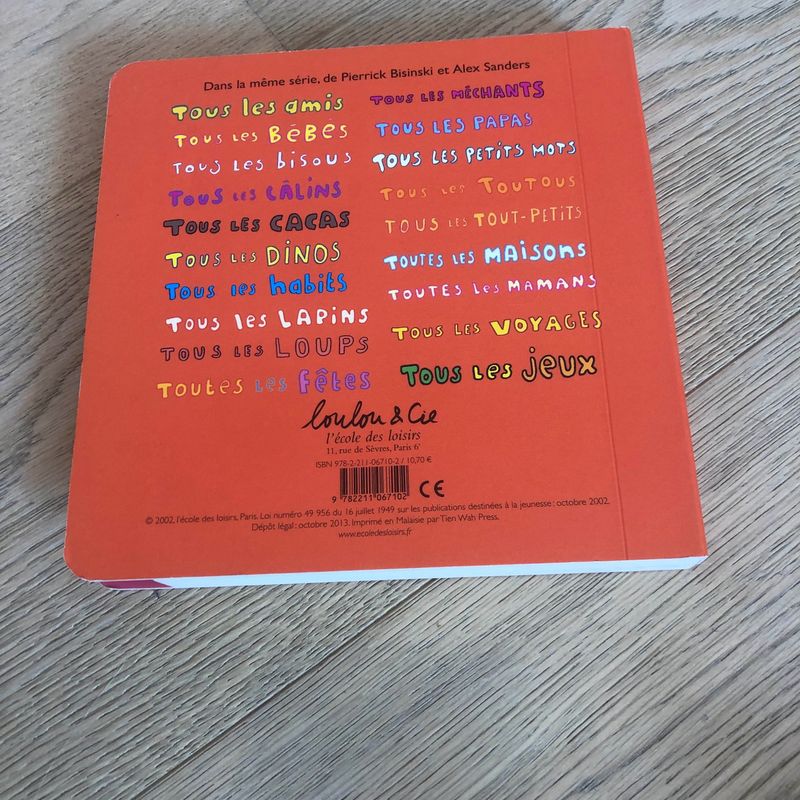 Dans la même série, de Pierrick Bisinski et Alex Sanders
Tous les amis
Tous les BÉBÉS
Tous les bisous
Tous les CÂLINS
Tous les CACAS
Tous les DINOS
Tous les habits
Tous les LAPINS
Tous les LOUPS
Toutes les fêtes
Tous les MÉCHANTS
Tous les PAPAS
Tous les PETITS MOTS
Tous les TOUTOUS
Tous les TOUT-PETITS
Toutes les MAISONS
Toutes les MAMANS
Tous les VOYAGES
Tous les jeux
loulou & Cie
l'école des loisirs
11, rue de Sèvres, Paris 6e
ISBN 978-2-211-06710-2 / 10,70 €
9 782211 067102
CE
© 2002, l'école des loisirs, Paris. Loi numéro 49 956 du 16 juillet 1949 sur les publications destinées à la jeunesse : octobre 2002.
Dépôt légal : octobre 2013. Imprimé en Malaisie par Tien Wah Press.
www.ecoledesloisirs.fr